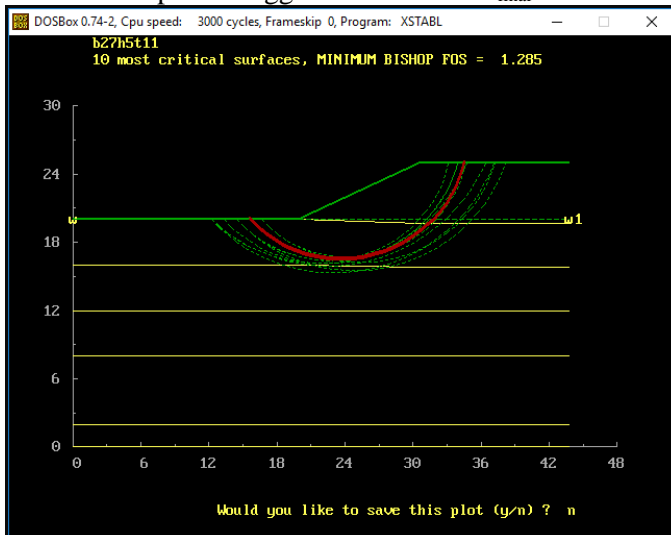 DOSBox 0.74-2, Cpu speed: 3000 cycles, Frameskip 0, Program: XSTABL
b27h5t11
10 most critical surfaces, MINIMUM BISHOP FOS = 1.285
30
24
w
w1
18
12
6
0
0 6 12 18 24 30 36 42 48
Would you like to save this plot (y/n) ? n